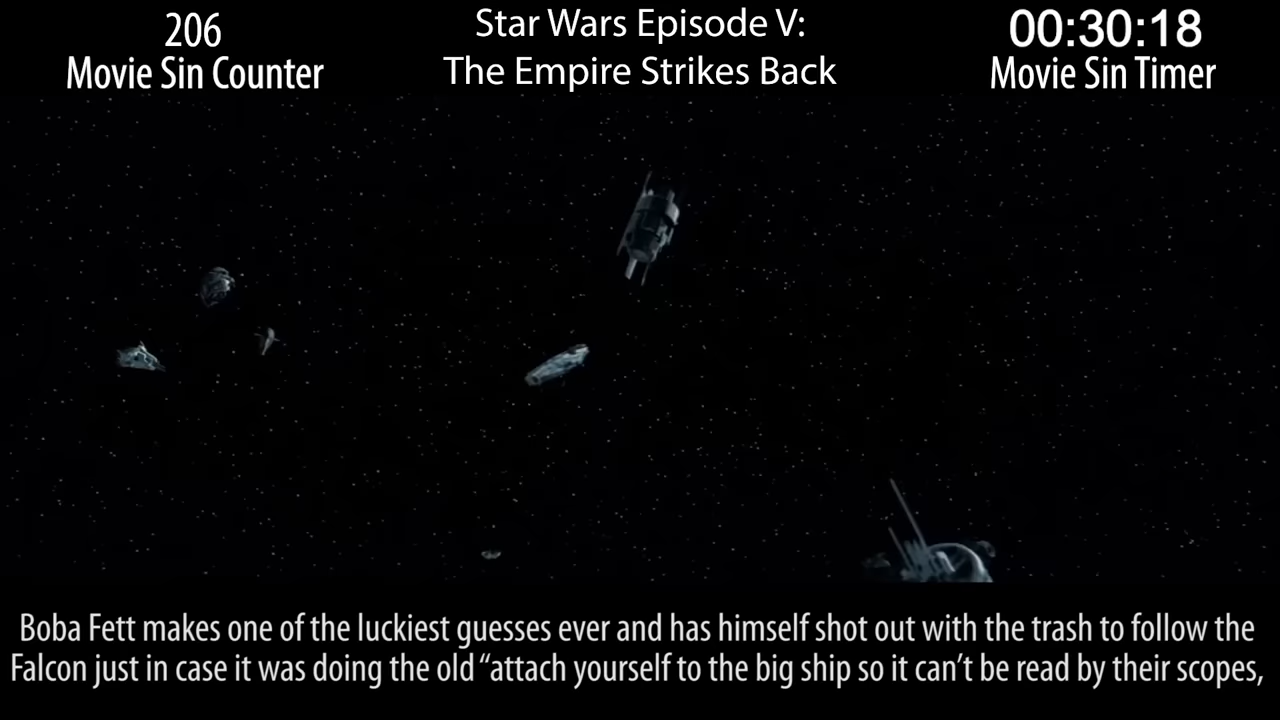 206
Movie Sin Counter
Star Wars Episode V:
The Empire Strikes Back
00:30:18
Movie Sin Timer
Boba Fett makes one of the luckiest guesses ever and has himself shot out with the trash to follow the
Falcon just in case it was doing the old “attach yourself to the big ship so it can’t be read by their scopes,